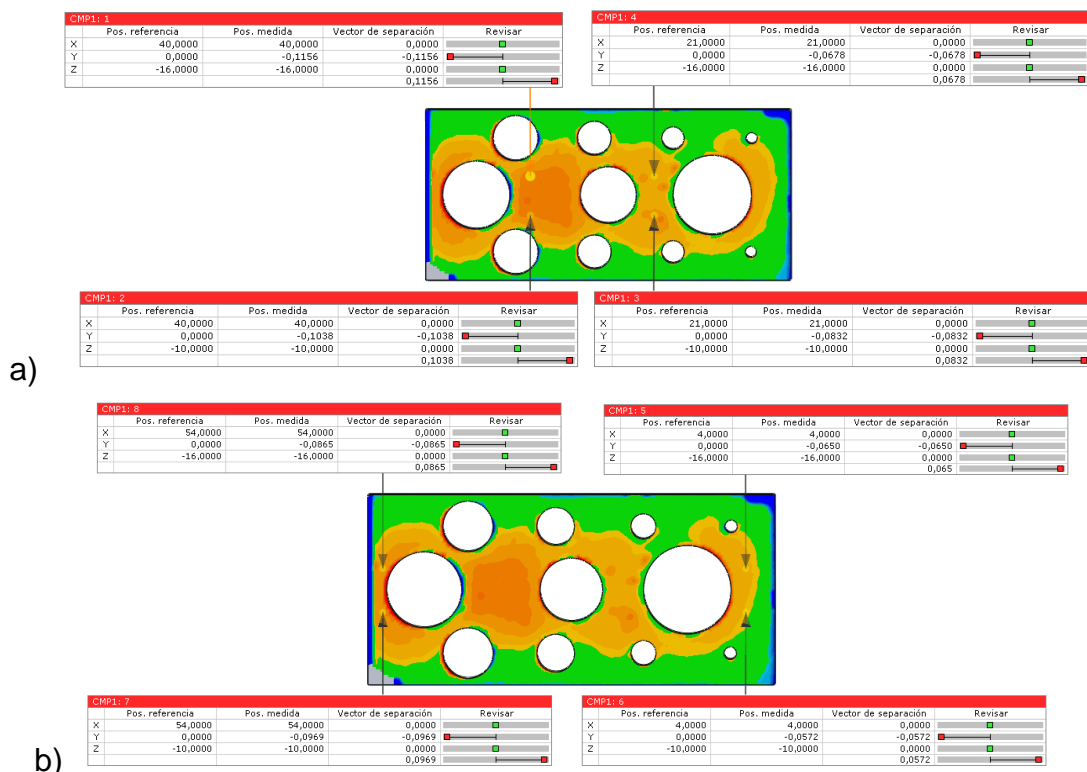 CMP1: 1
Pos. referencia Pos. medida Vector de separación Revisar
X 40,0000 40,0000 0,0000
Y 0,0000 -0,1156 -0,1156
Z -16,0000 -16,0000 0,0000
0,1156
CMP1: 4
Pos. referencia Pos. medida Vector de separación Revisar
X 21,0000 21,0000 0,0000
Y 0,0000 -0,0678 -0,0678
Z -16,0000 -16,0000 0,0000
0,0678
CMP1: 2
Pos. referencia Pos. medida Vector de separación Revisar
X 40,0000 40,0000 0,0000
Y 0,0000 -0,1038 -0,1038
Z -10,0000 -10,0000 0,0000
0,1038
CMP1: 3
Pos. referencia Pos. medida Vector de separación Revisar
X 21,0000 21,0000 0,0000
Y 0,0000 -0,0832 -0,0832
Z -10,0000 -10,0000 0,0000
0,0832
a)
CMP1: 8
Pos. referencia Pos. medida Vector de separación Revisar
X 54,0000 54,0000 0,0000
Y 0,0000 -0,0865 -0,0865
Z -16,0000 -16,0000 0,0000
0,0865
CMP1: 5
Pos. referencia Pos. medida Vector de separación Revisar
X 4,0000 4,0000 0,0000
Y 0,0000 -0,0650 -0,0650
Z -16,0000 -16,0000 0,0000
0,065
CMP1: 7
Pos. referencia Pos. medida Vector de separación Revisar
X 54,0000 54,0000 0,0000
Y 0,0000 -0,0969 -0,0969
Z -10,0000 -10,0000 0,0000
0,0969
CMP1: 6
Pos. referencia Pos. medida Vector de separación Revisar
X 4,0000 4,0000 0,0000
Y 0,0000 -0,0572 -0,0572
Z -10,0000 -10,0000 0,0000
0,0572
b)